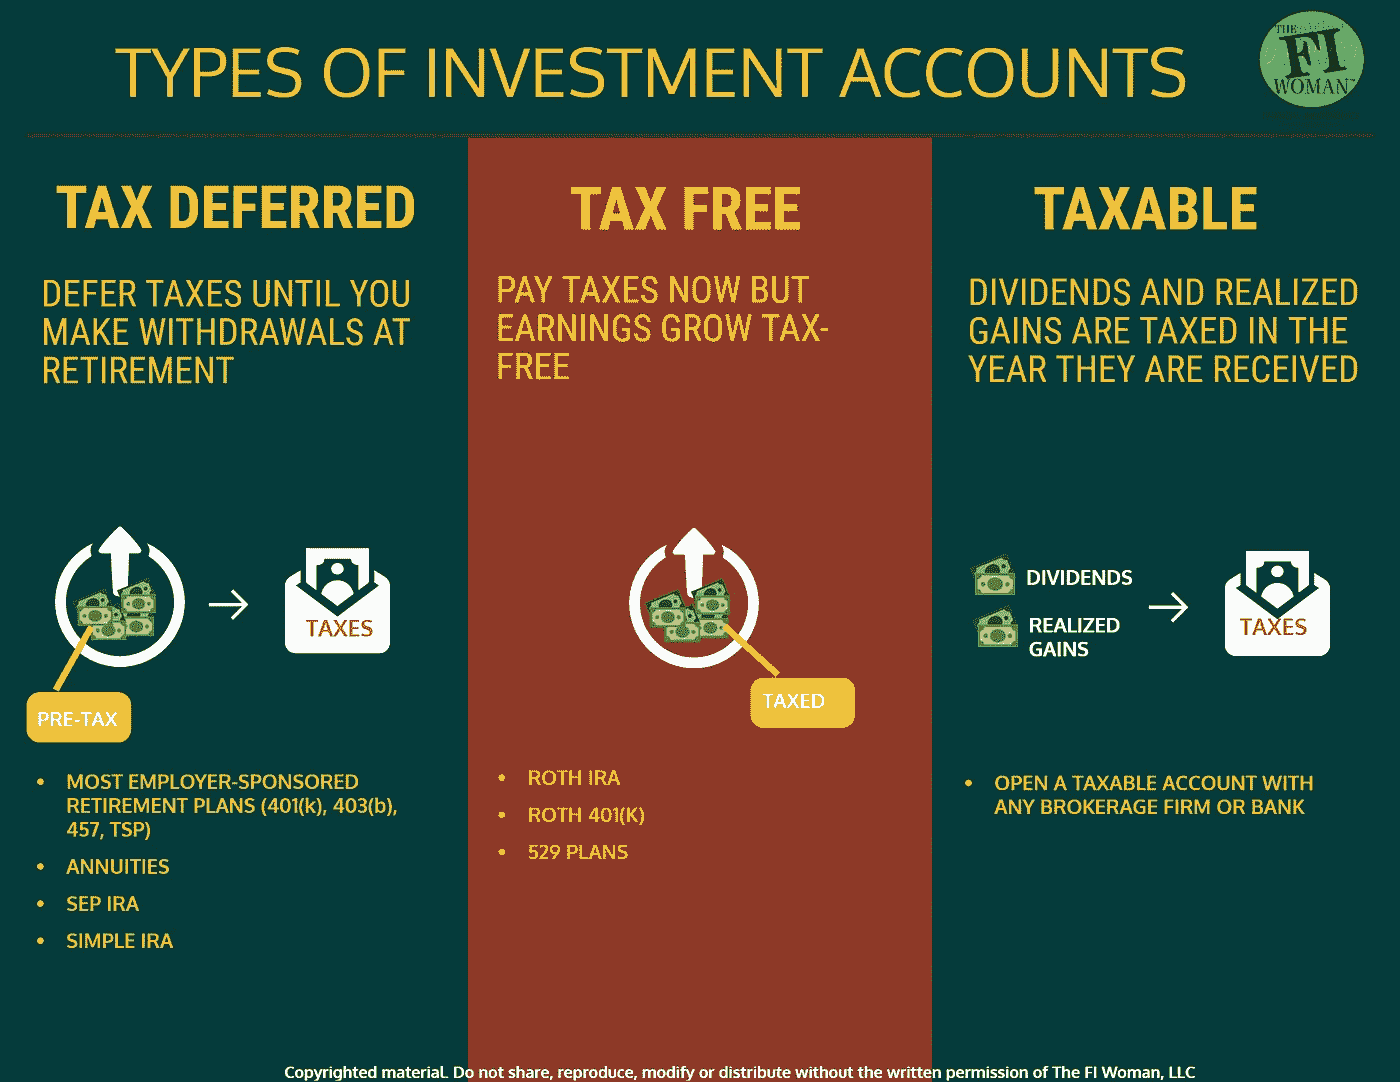 TYPES OF INVESTMENT ACCOUNTS
THE
FI
WOMAN
TAX DEFERRED
DEFER TAXES UNTIL YOU
MAKE WITHDRAWALS AT
RETIREMENT
TAXES
PRE-TAX
• MOST EMPLOYER-SPONSORED
RETIREMENT PLANS (401(k), 403(b),
457, TSP)
• ANNUITIES
• SEP IRA
• SIMPLE IRA
TAX FREE
PAY TAXES NOW BUT
EARNINGS GROW TAX-
FREE
TAXED
• ROTH IRA
• ROTH 401(K)
• 529 PLANS
TAXABLE
DIVIDENDS AND REALIZED
GAINS ARE TAXED IN THE
YEAR THEY ARE RECEIVED
DIVIDENDS
REALIZED
GAINS
TAXES
• OPEN A TAXABLE ACCOUNT WITH
ANY BROKERAGE FIRM OR BANK
Copyrighted material. Do not share, reproduce, modify or distribute without the written permission of The FI Woman, LLC